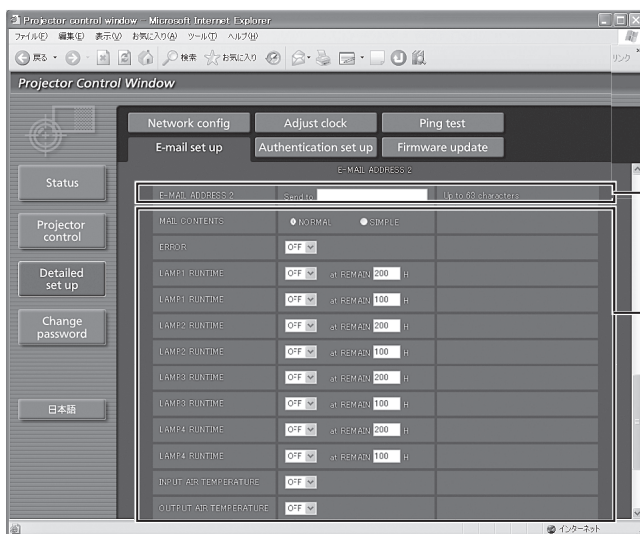 Projector control window - Microsoft Internet Explorer
ファイル(F) 編集(E) 表示(V) お気に入り(A) ツール(T) ヘルプ(H)
戻る 検索 お気に入り リンク
Projector Control Window
Network config Adjust clock Ping test
E-mail set up Authentication set up Firmware update
Status
Projector control
Detailed set up
Change password
日本語
E-MAIL ADDRESS 2
E-MAIL ADDRESS 2 Send to Up to 63 characters
MAIL CONTENTS NORMAL SIMPLE
ERROR OFF
LAMP1 RUNTIME OFF at REMAIN 200 H
LAMP1 RUNTIME OFF at REMAIN 100 H
LAMP2 RUNTIME OFF at REMAIN 200 H
LAMP2 RUNTIME OFF at REMAIN 100 H
LAMP3 RUNTIME OFF at REMAIN 200 H
LAMP3 RUNTIME OFF at REMAIN 100 H
LAMP4 RUNTIME OFF at REMAIN 200 H
LAMP4 RUNTIME OFF at REMAIN 100 H
INPUT AIR TEMPERATURE OFF
OUTPUT AIR TEMPERATURE OFF
インターネット